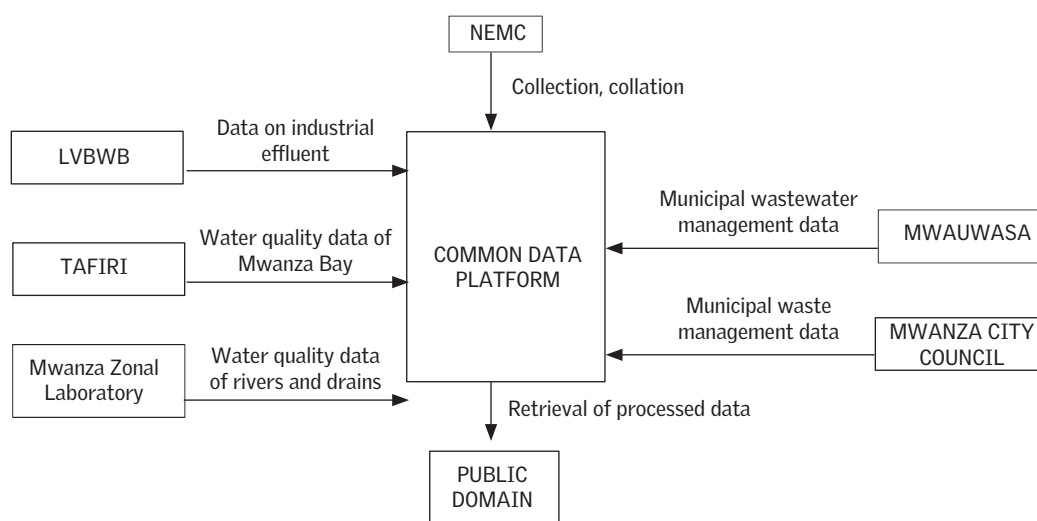 NEMC
Collection, collation
LVBWB
Data on industrial
effluent
TAFIRI
Water quality data of
Mwanza Bay
Mwanza Zonal
Laboratory
Water quality data
of rivers and drains
COMMON DATA
PLATFORM
Municipal wastewater
management data
MWAUWASA
Municipal waste
management data
MWANZA CITY
COUNCIL
Retrieval of processed data
PUBLIC
DOMAIN